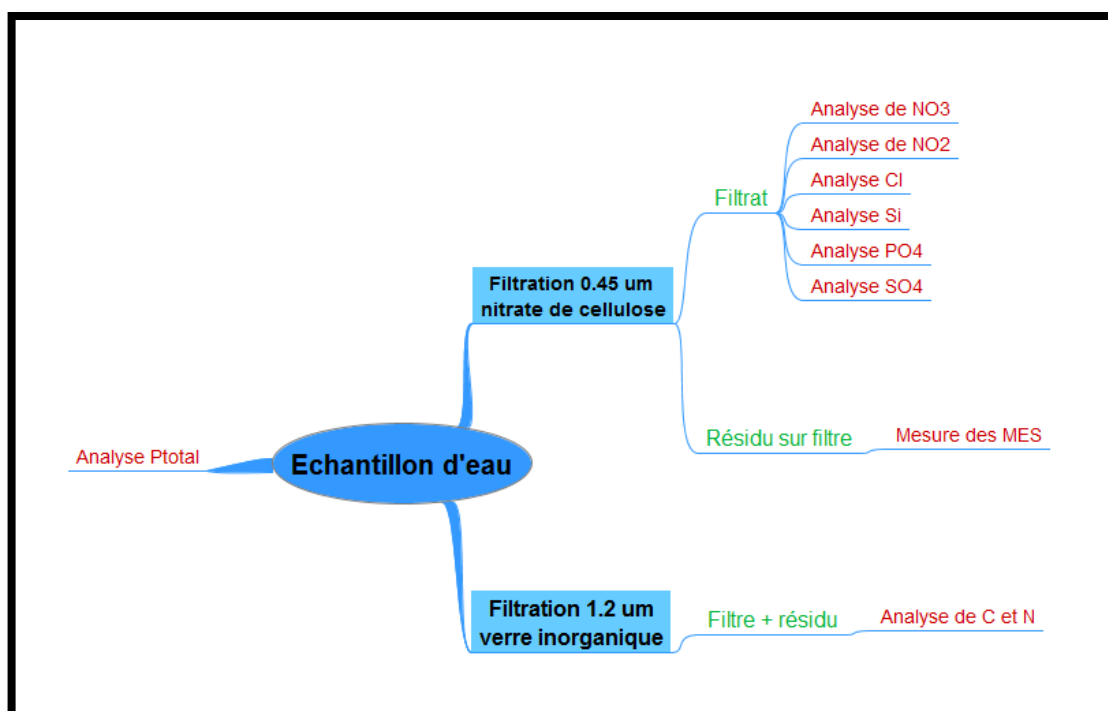 Analyse de NO3
Analyse de NO2
Analyse Cl
Analyse Si
Analyse PO4
Analyse SO4
Filtrat
Filtration 0.45 um
nitrate de cellulose
Résidu sur filtre
Mesure des MES
Analyse Ptotal
Echantillon d'eau
Filtration 1.2 um
verre inorganique
Filtre + résidu
Analyse de C et N